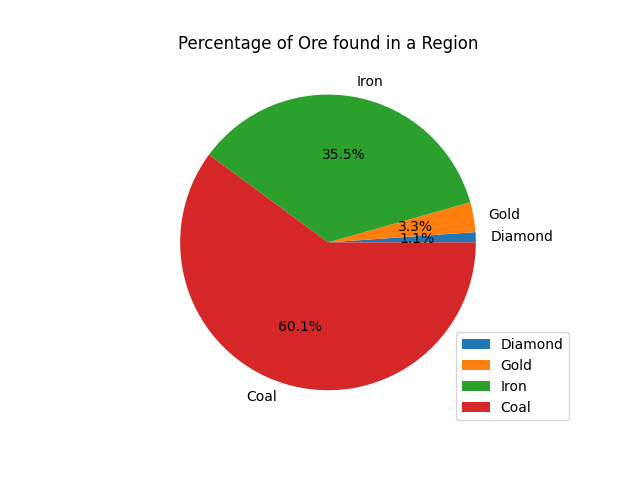 Percentage of Ore found in a Region
Iron
35.5%
Gold
3.3%
Diamond
1.1%
60.1%
Coal
Diamond
Gold
Iron
Coal